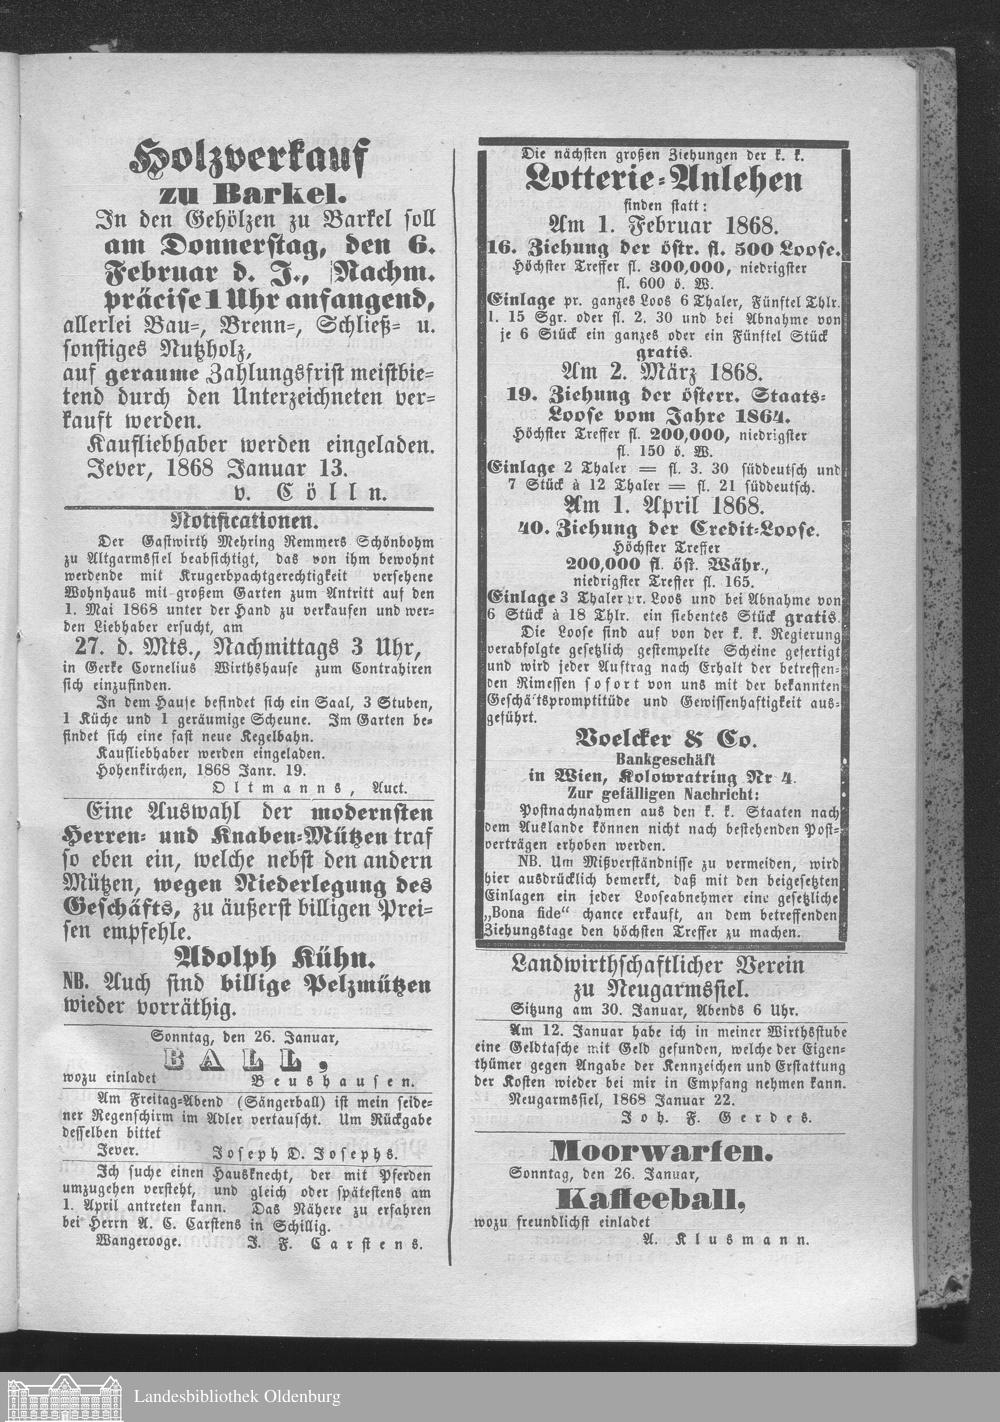 Holzverkauf
zu Barkel.
In den Gehölzen zu Barkel soll
am Donnerstag, den 6.
Februar d. J., Nachm.
präcise 1 Uhr anfangend,
allerlei Bau-, Brenn-, Schließ- u.
sonstiges Nutzholz,
auf geraume Zahlungsfrist meistbie-
tend durch den Unterzeichneten ver-
kauft werden.
Kaufliebhaber werden eingeladen.
Jever, 1868 Januar 13.
v. Cölln.
Notificationen.
Der Gastwirth Mehring Remmers Schönbohm
zu Altgarmssiel beabsichtigt, das von ihm bewohnt
werdende mit Krugerbpachtgerechtigkeit versehene
Wohnhaus mit großem Garten zum Antritt auf den
1. Mai 1868 unter der Hand zu verkaufen und wer-
den Liebhaber ersucht, am
27. d. Mts., Nachmittags 3 Uhr,
in Gerke Cornelius Wirthshause zum Contrahiren
sich einzufinden.
In dem Hause befindet sich ein Saal, 3 Stuben,
1 Küche und 1 geräumige Scheune. Im Garten be-
findet sich eine fast neue Kegelbahn.
Kaufliebhaber werden eingeladen.
Hohenkirchen, 1868 Janr. 19.
Oltmanns, Auct.
Eine Auswahl der modernsten
Herren- und Knaben-Mützen traf
so eben ein, welche nebst den andern
Mützen, wegen Niederlegung des
Geschäfts, zu äußerst billigen Prei-
sen empfehle.
Adolph Kühn.
NB. Auch sind billige Pelzmützen
wieder vorräthig.
Sonntag, den 26. Januar,
BALL,
wozu einladet Beushausen.
Am Freitag-Abend (Sängerball) ist mein seide-
ner Regenschirm im Adler vertauscht. Um Rückgabe
desselben bittet
Jever. Joseph D. Josephs.
Ich suche einen Hausknecht, der mit Pferden
umzugehen versteht, und gleich oder spätestens am
1. April antreten kann. Das Nähere zu erfahren
bei Herrn A. C. Carstens in Schillig.
Wangerooge. J. F. Carstens.
Die nächsten großen Ziehungen der k. k.
Lotterie-Anlehen
finden statt:
Am 1. Februar 1868.
16. Ziehung der östr. fl. 500 Loose.
Höchster Treffer fl. 300,000, niedrigster
fl. 600 ö. W.
Einlage pr. ganzes Loos 6 Thaler, Fünftel Thlr.
1. 15 Sgr. oder fl. 2. 30 und bei Abnahme von
je 6 Stück ein ganzes oder ein Fünftel Stück
gratis.
Am 2. März 1868.
19. Ziehung der österr. Staats-
Loose vom Jahre 1864.
Höchster Treffer fl. 200,000, niedrigster
fl. 150 ö. W.
Einlage 2 Thaler = fl. 3. 30 süddeutsch und
7 Stück à 12 Thaler = fl. 21 süddeutsch.
Am 1. April 1868.
40. Ziehung der Credit-Loose.
Höchster Treffer
200,000 fl. öst. Währ.,
niedrigster Treffer fl. 165.
Einlage 3 Thaler pr. Loos und bei Abnahme von
6 Stück à 18 Thlr. ein siebentes Stück gratis.
Die Loose sind auf von der k. k. Regierung
verabfolgte gesetzlich gestempelte Scheine gefertigt
und wird jeder Auftrag nach Erhalt der betreffen-
den Rimessen sofort von uns mit der bekannten
Geschäftspromptitüde und Gewissenhaftigkeit aus-
geführt.
Voelcker & Co.
Bankgeschäft
in Wien, Kolowratring Nr 4.
Zur gefälligen Nachricht:
Postnachnahmen aus den k. k. Staaten nach
dem Auslande können nicht nach bestehenden Post-
verträgen erhoben werden.
NB. Um Mißverständnisse zu vermeiden, wird
hier ausdrücklich bemerkt, daß mit den beigesetzten
Einlagen ein jeder Looseabnehmer eine gesetzliche
„Bona fide“ chance erkauft, an dem betreffenden
Ziehungstage den höchsten Treffer zu machen.
Landwirthschaftlicher Verein
zu Neugarmssiel.
Sitzung am 30. Januar, Abends 6 Uhr.
Am 12. Januar habe ich in meiner Wirthsstube
eine Geldtasche mit Geld gefunden, welche der Eigen-
thümer gegen Angabe der Kennzeichen und Erstattung
der Kosten wieder bei mir in Empfang nehmen kann.
Neugarmssiel, 1868 Januar 22.
Joh. F. Gerdes.
Moorwarfen.
Sonntag, den 26. Januar,
Kaffeeball,
wozu freundlichst einladet
A. Klusmann.
Landesbibliothek Oldenburg